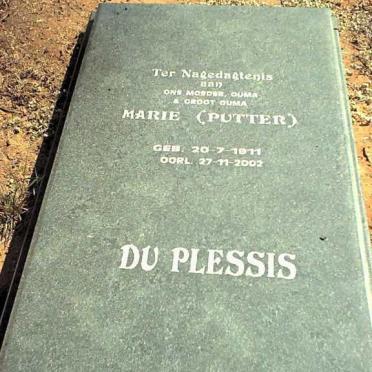 Ter Nagedagtenis
aan
ONS MOEDER, OUMA
& GROOT OUMA
MARIE (PUTTER)
GEB. 20-7-1911
OORL. 27-11-2002
DU PLESSIS